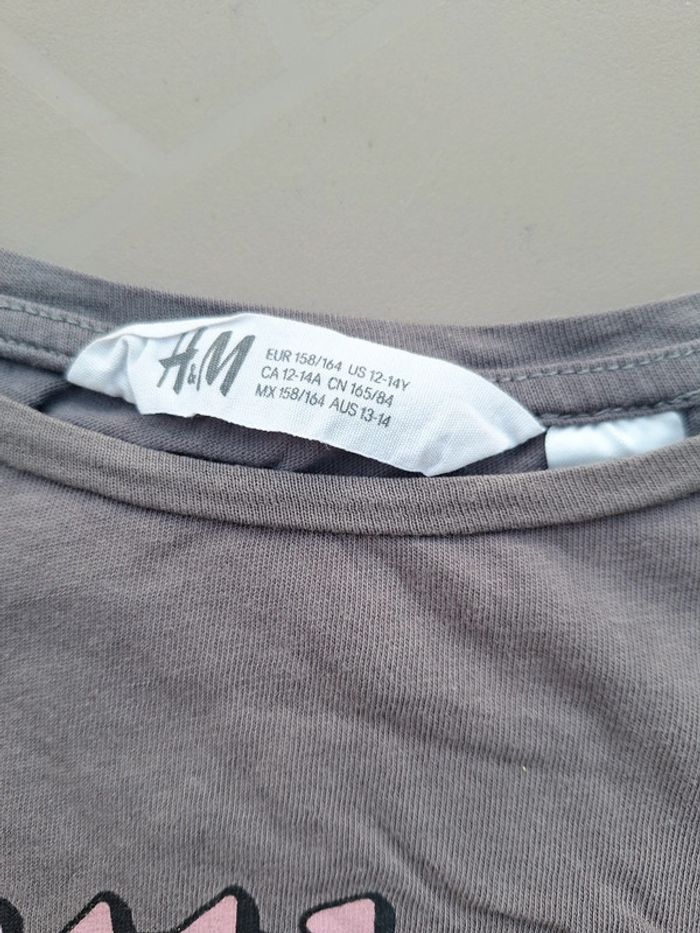 H&M
EUR 158/164 US 12-14Y
CA 12-14A CN 165/84
MX 158/164 AUS 13-14